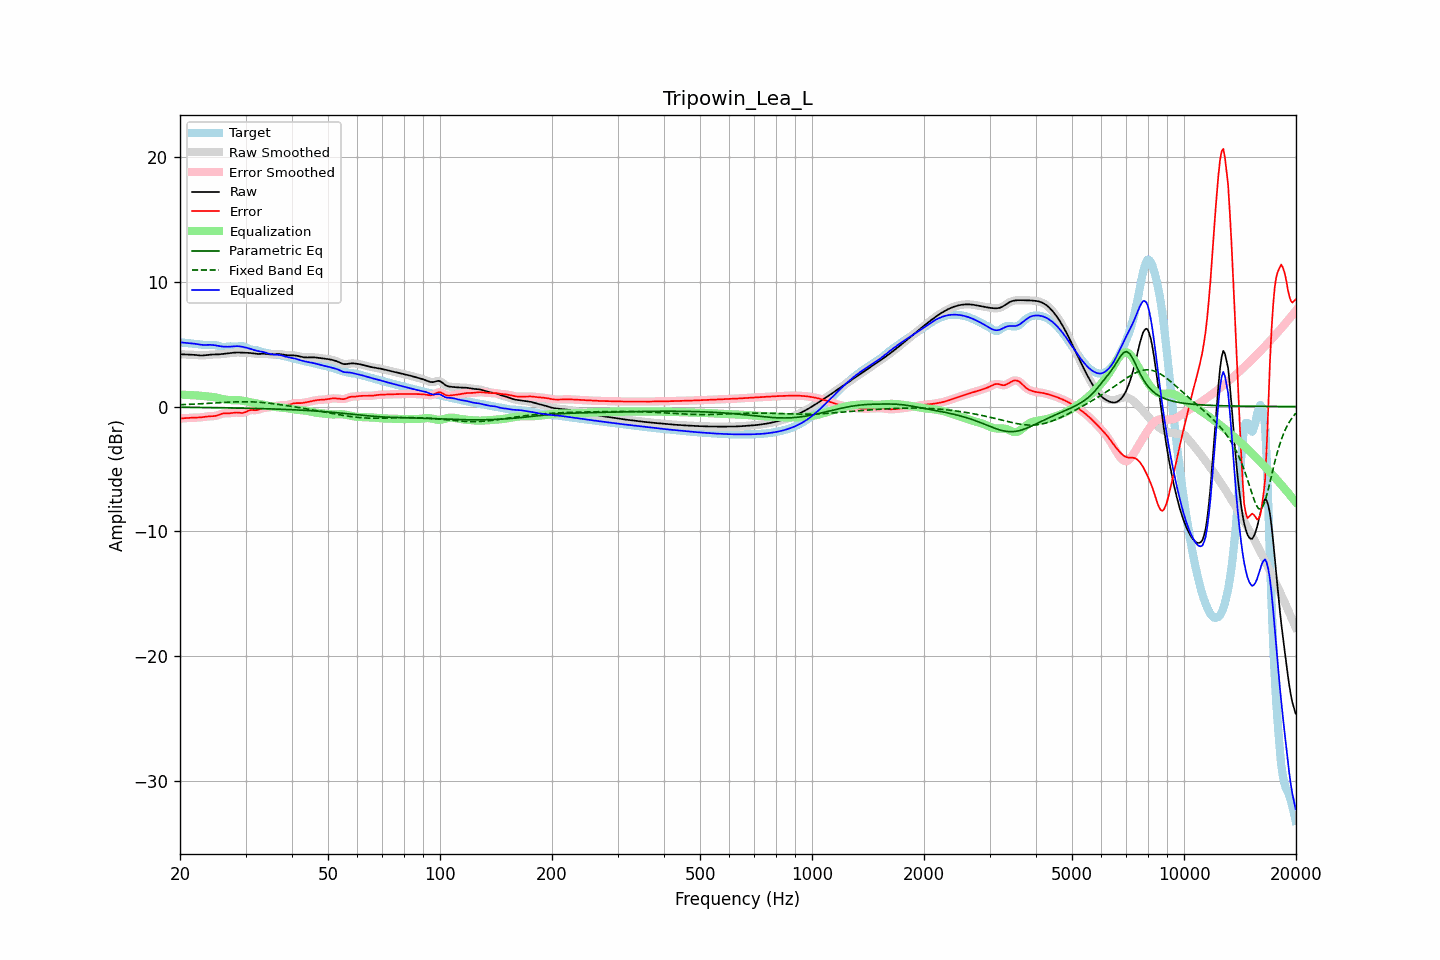 Tripowin_Lea_L
Target
Raw Smoothed
Error Smoothed
Raw
Error
Equalization
Parametric Eq
Fixed Band Eq
Equalized
20
10
0
−10
−20
−30
Amplitude (dBr)
20
50
100
200
500
1000
2000
5000
10000
20000
Frequency (Hz)